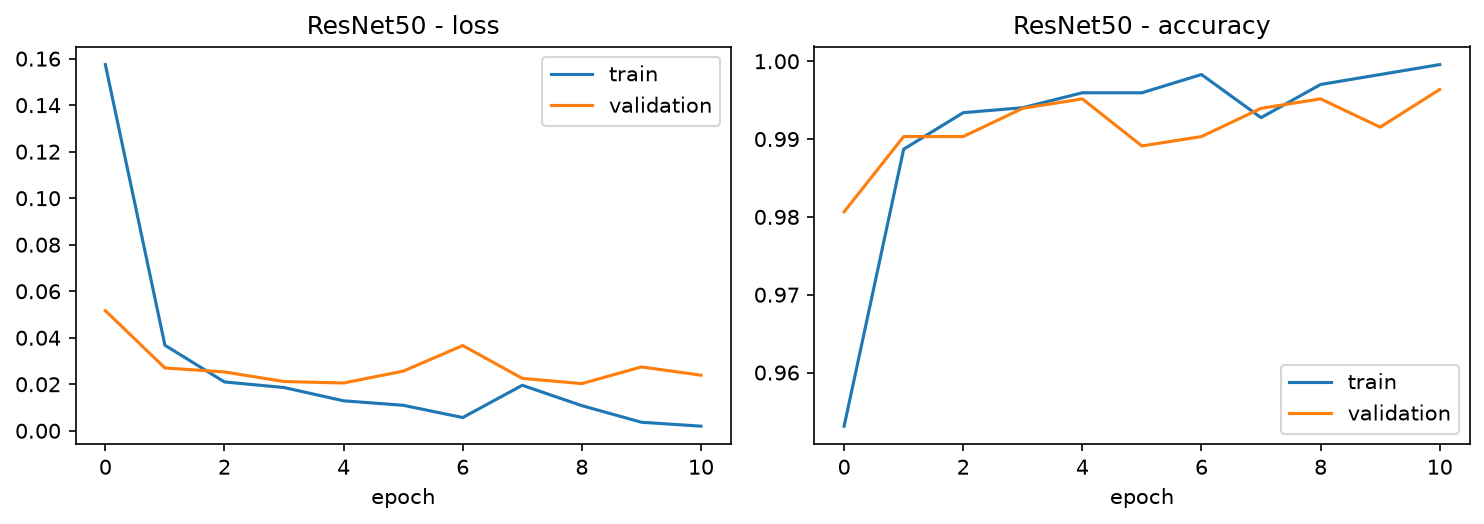 ResNet50 - loss
0.16
0.14
0.12
0.10
0.08
0.06
0.04
0.02
0.00
train
validation
0 2 4 6 8 10
epoch
ResNet50 - accuracy
1.00
0.99
0.98
0.97
0.96
train
validation
0 2 4 6 8 10
epoch